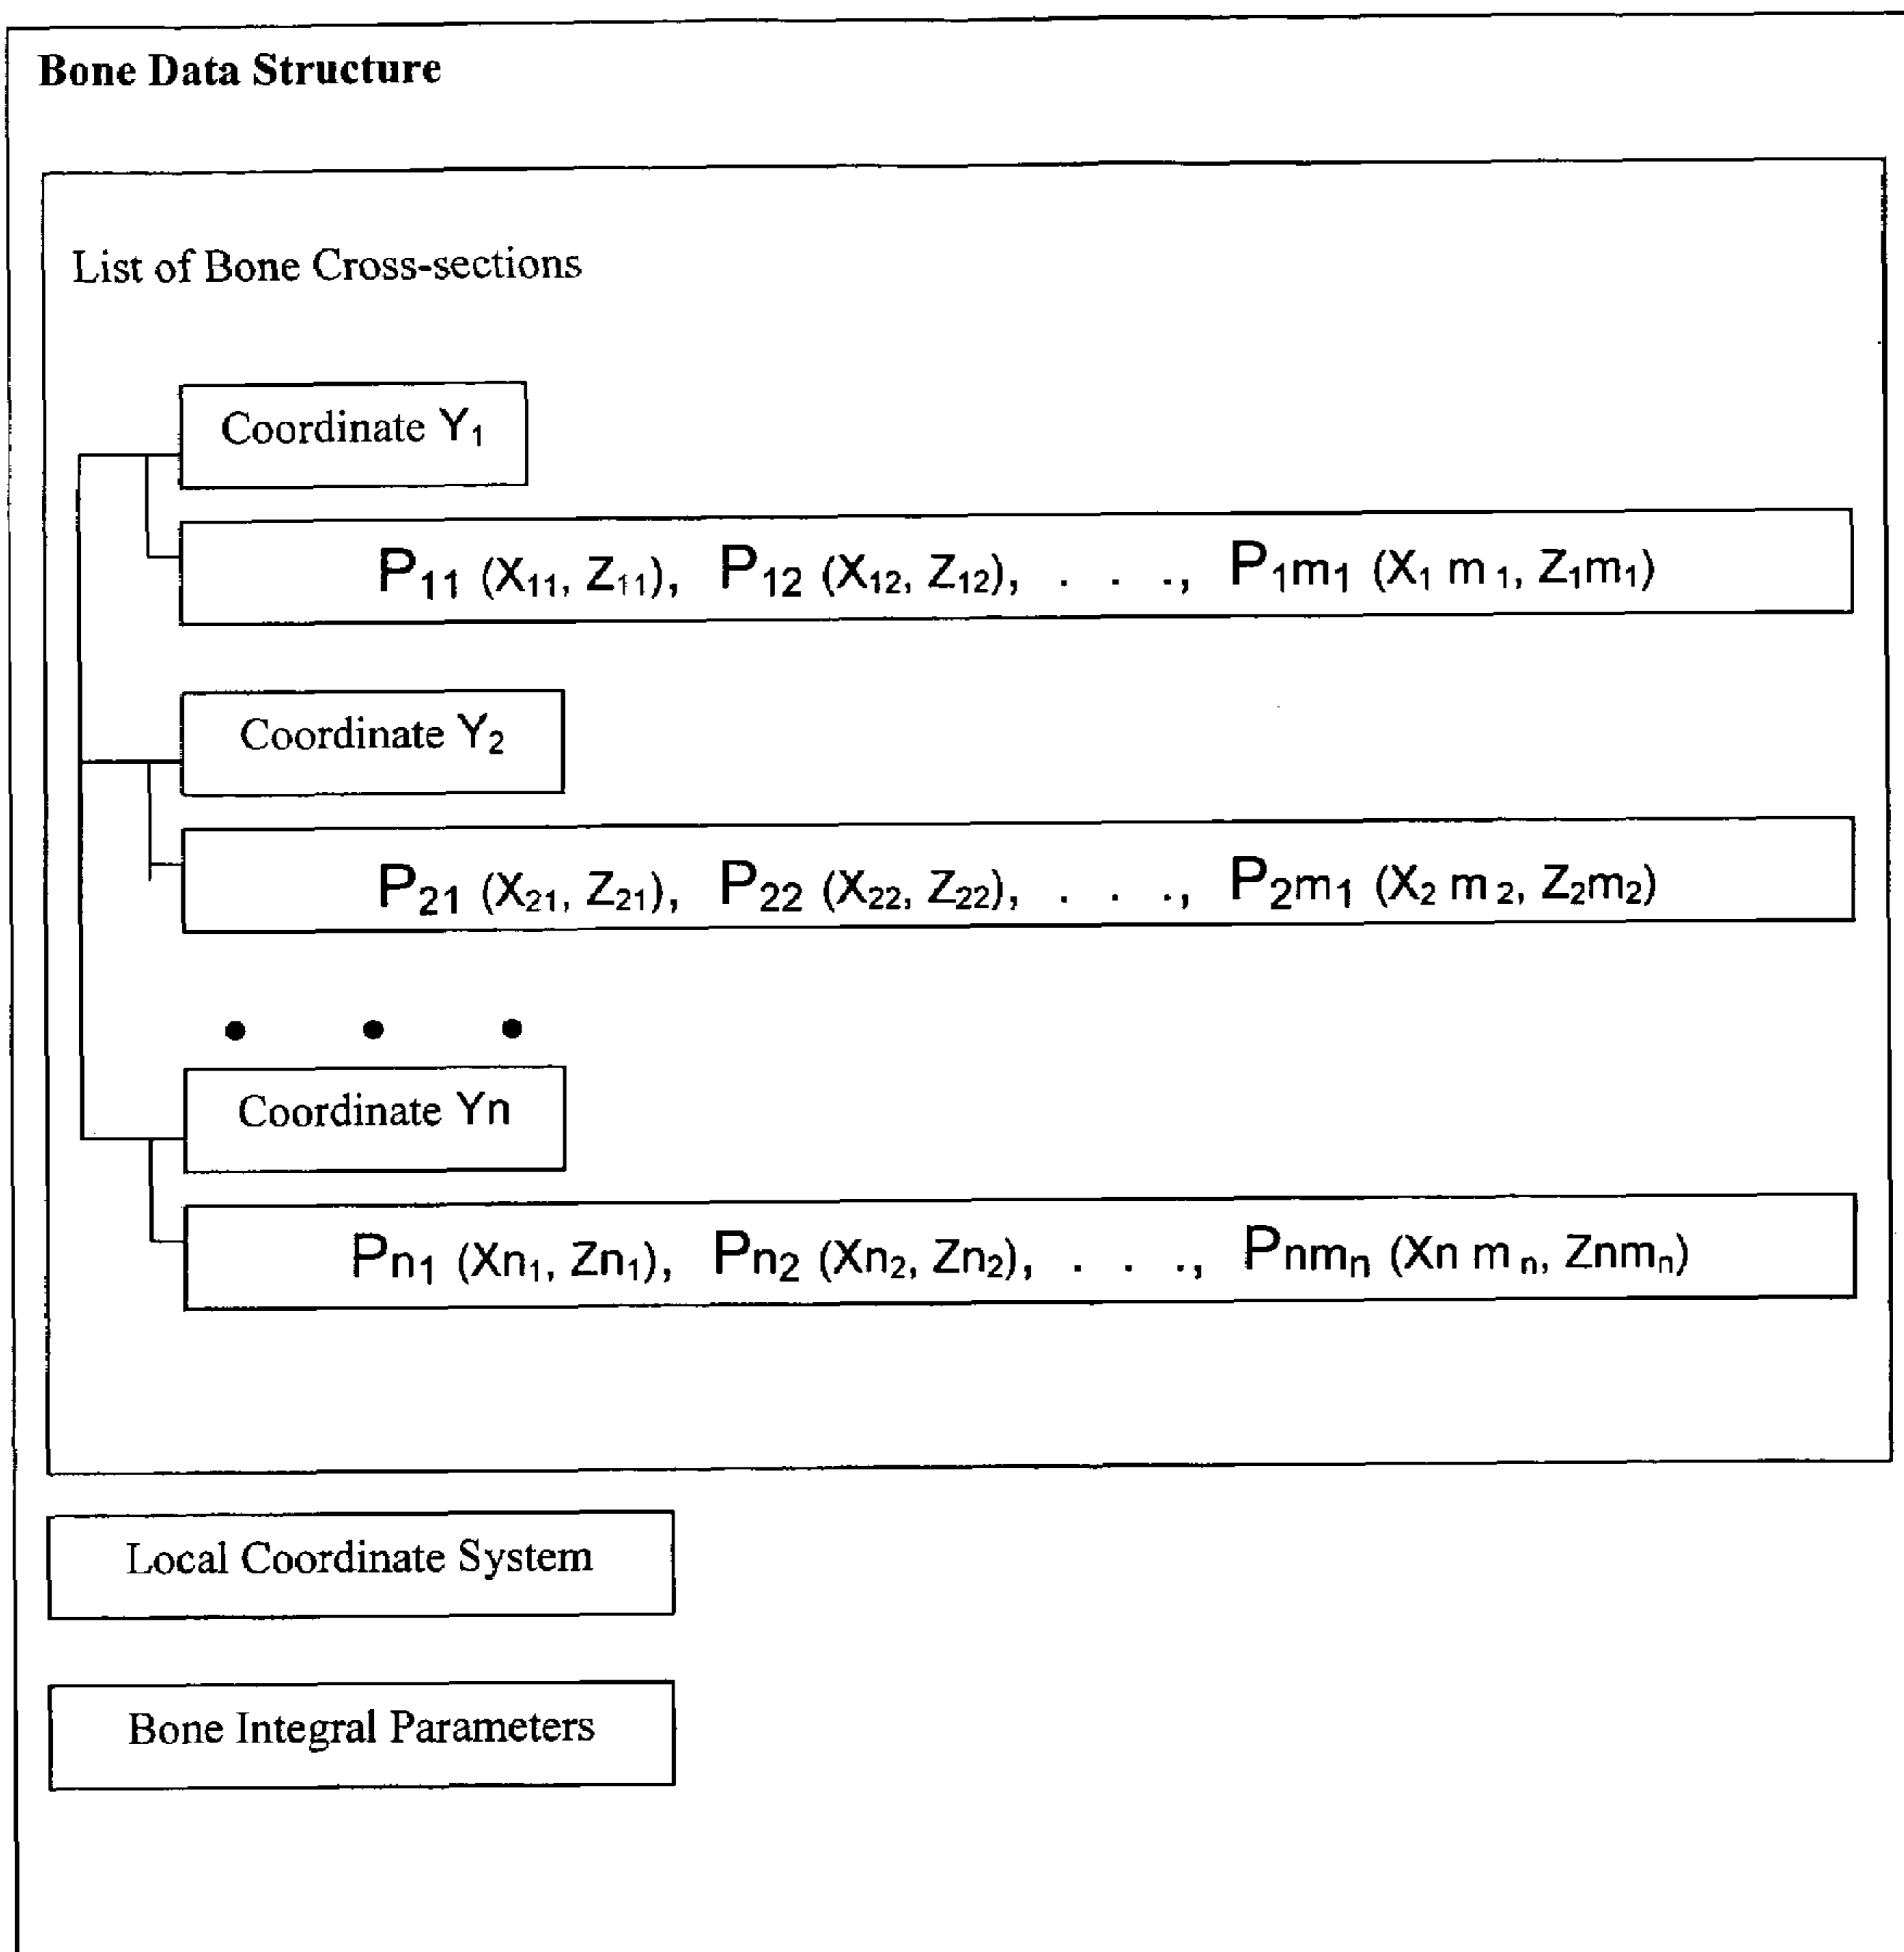 Bone Data Structure
List of Bone Cross-sections
Coordinate Y₁
P₁₁ (X₁₁, Z₁₁), P₁₂ (X₁₂, Z₁₂), . . ., P₁m₁ (X₁ m ₁, Z₁m₁)
Coordinate Y₂
P₂₁ (X₂₁, Z₂₁), P₂₂ (X₂₂, Z₂₂), . . ., P₂m₁ (X₂ m ₂, Z₂m₂)
• • •
Coordinate Yn
Pn₁ (Xn₁, Zn₁), Pn₂ (Xn₂, Zn₂), . . ., Pnmₙ (Xn m ₙ, Znmₙ)
Local Coordinate System
Bone Integral Parameters